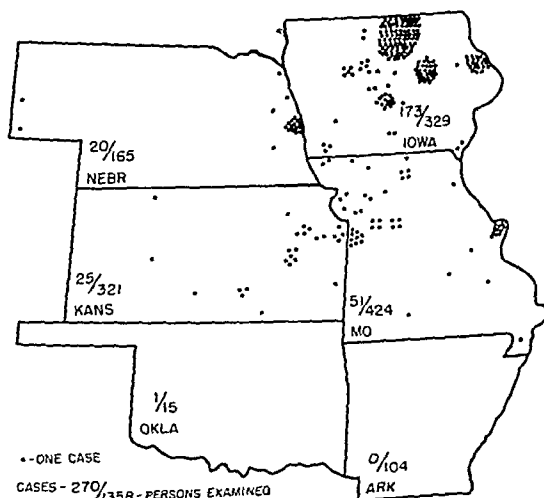 173/329
IOWA
20/165
NEBR
25/321
KANS
51/424
MO
1/15
OKLA
0/104
ARK
•-ONE CASE
CASES - 270/1358 - PERSONS EXAMINED